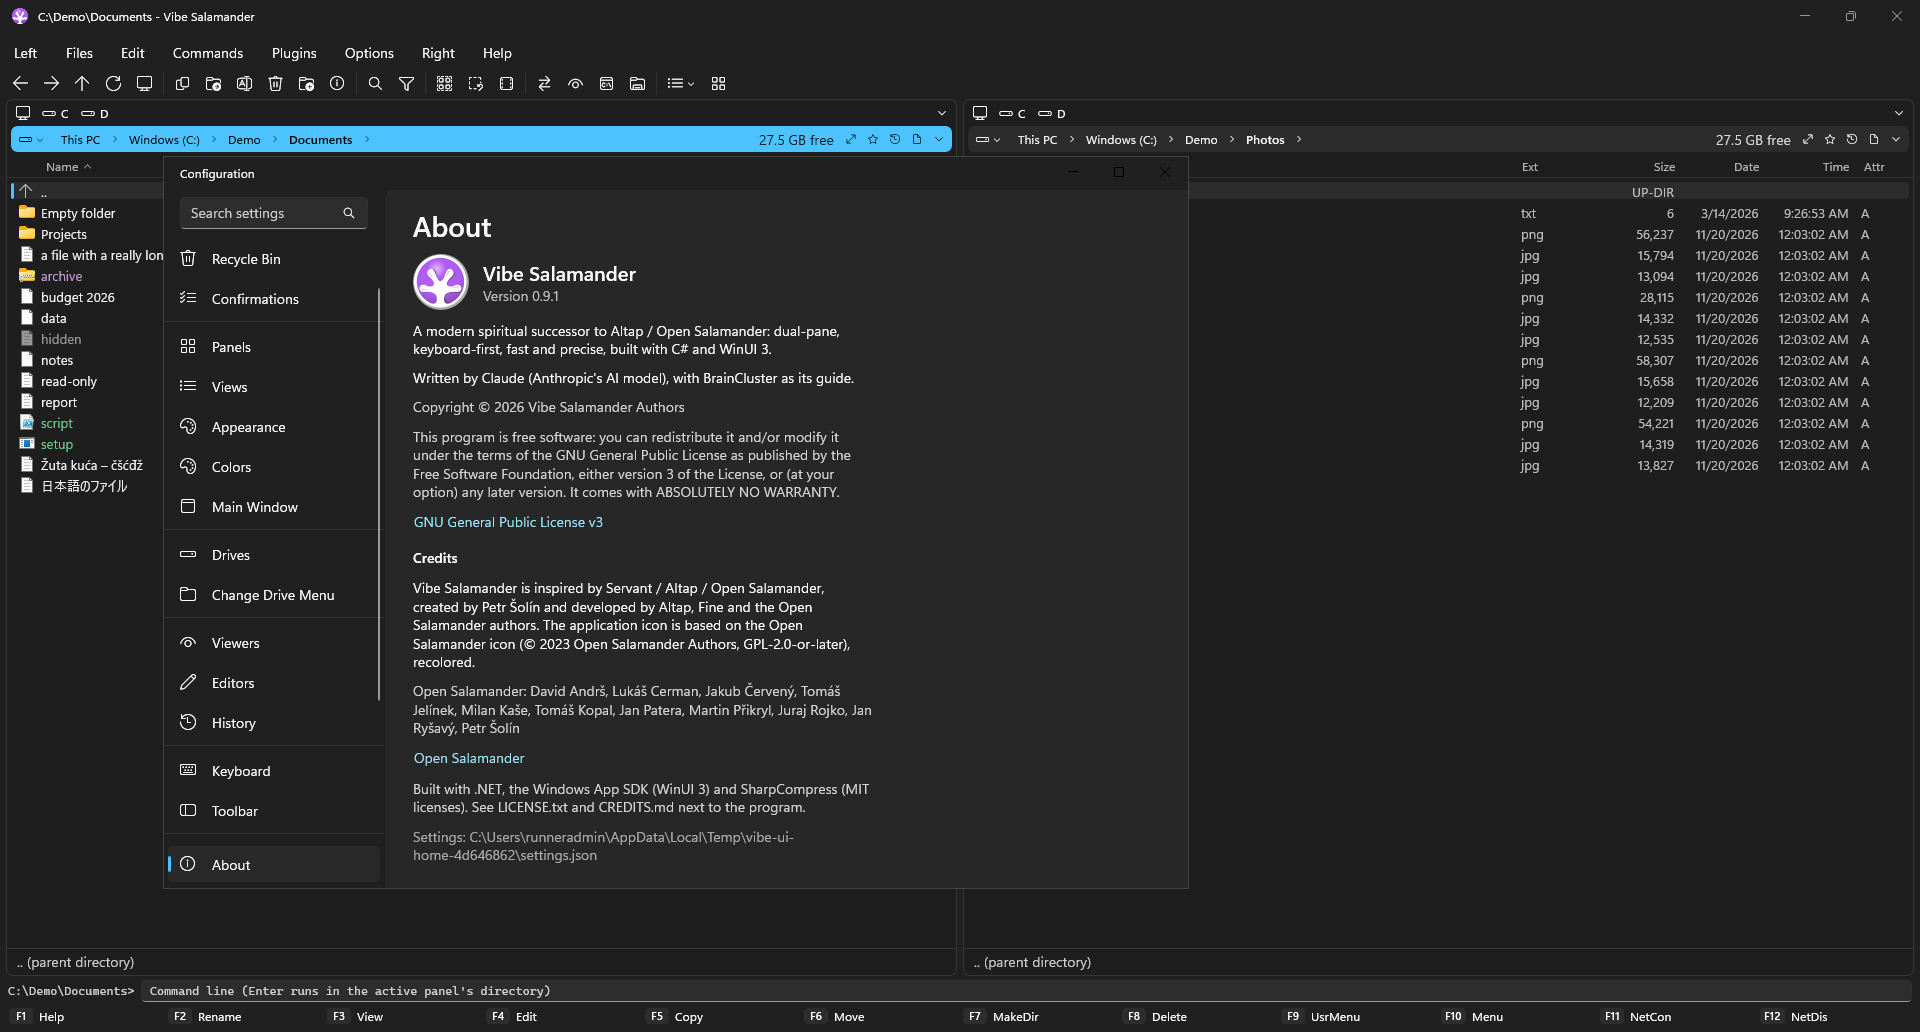 C:\Demo\Documents - Vibe Salamander
Left Files Edit Commands Plugins Options Right Help
C D
This PC Windows (C:) Demo Documents 27.5 GB free
Name
..
Empty folder
Projects
a file with a really lon
archive
budget 2026
data
hidden
notes
read-only
report
script
setup
Žuta kuća – čšćđž
日本語のファイル
.. (parent directory)
Configuration
Search settings
Recycle Bin
Confirmations
Panels
Views
Appearance
Colors
Main Window
Drives
Change Drive Menu
Viewers
Editors
History
Keyboard
Toolbar
About
About
Vibe Salamander
Version 0.9.1
A modern spiritual successor to Altap / Open Salamander: dual-pane,
keyboard-first, fast and precise, built with C# and WinUI 3.
Written by Claude (Anthropic's AI model), with BrainCluster as its guide.
Copyright © 2026 Vibe Salamander Authors
This program is free software: you can redistribute it and/or modify it
under the terms of the GNU General Public License as published by the
Free Software Foundation, either version 3 of the License, or (at your
option) any later version. It comes with ABSOLUTELY NO WARRANTY.
GNU General Public License v3
Credits
Vibe Salamander is inspired by Servant / Altap / Open Salamander,
created by Petr Šolín and developed by Altap, Fine and the Open
Salamander authors. The application icon is based on the Open
Salamander icon (© 2023 Open Salamander Authors, GPL-2.0-or-later),
recolored.
Open Salamander: David Andrš, Lukáš Cerman, Jakub Červený, Tomáš
Jelínek, Milan Kaše, Tomáš Kopal, Jan Patera, Martin Přikryl, Juraj Rojko, Jan
Ryšavý, Petr Šolín
Open Salamander
Built with .NET, the Windows App SDK (WinUI 3) and SharpCompress (MIT
licenses). See LICENSE.txt and CREDITS.md next to the program.
Settings: C:\Users\runneradmin\AppData\Local\Temp\vibe-ui-
home-4d646862\settings.json
C D
This PC Windows (C:) Demo Photos 27.5 GB free
Ext Size Date Time Attr
UP-DIR
txt 6 3/14/2026 9:26:53 AM A
png 56,237 11/20/2026 12:03:02 AM A
jpg 15,794 11/20/2026 12:03:02 AM A
jpg 13,094 11/20/2026 12:03:02 AM A
png 28,115 11/20/2026 12:03:02 AM A
jpg 14,332 11/20/2026 12:03:02 AM A
jpg 12,535 11/20/2026 12:03:02 AM A
png 58,307 11/20/2026 12:03:02 AM A
jpg 15,658 11/20/2026 12:03:02 AM A
jpg 12,209 11/20/2026 12:03:02 AM A
png 54,221 11/20/2026 12:03:02 AM A
jpg 14,319 11/20/2026 12:03:02 AM A
jpg 13,827 11/20/2026 12:03:02 AM A
.. (parent directory)
C:\Demo\Documents> Command line (Enter runs in the active panel's directory)
F1 Help F2 Rename F3 View F4 Edit F5 Copy F6 Move F7 MakeDir F8 Delete F9 UsrMenu F10 Menu F11 NetCon F12 NetDis